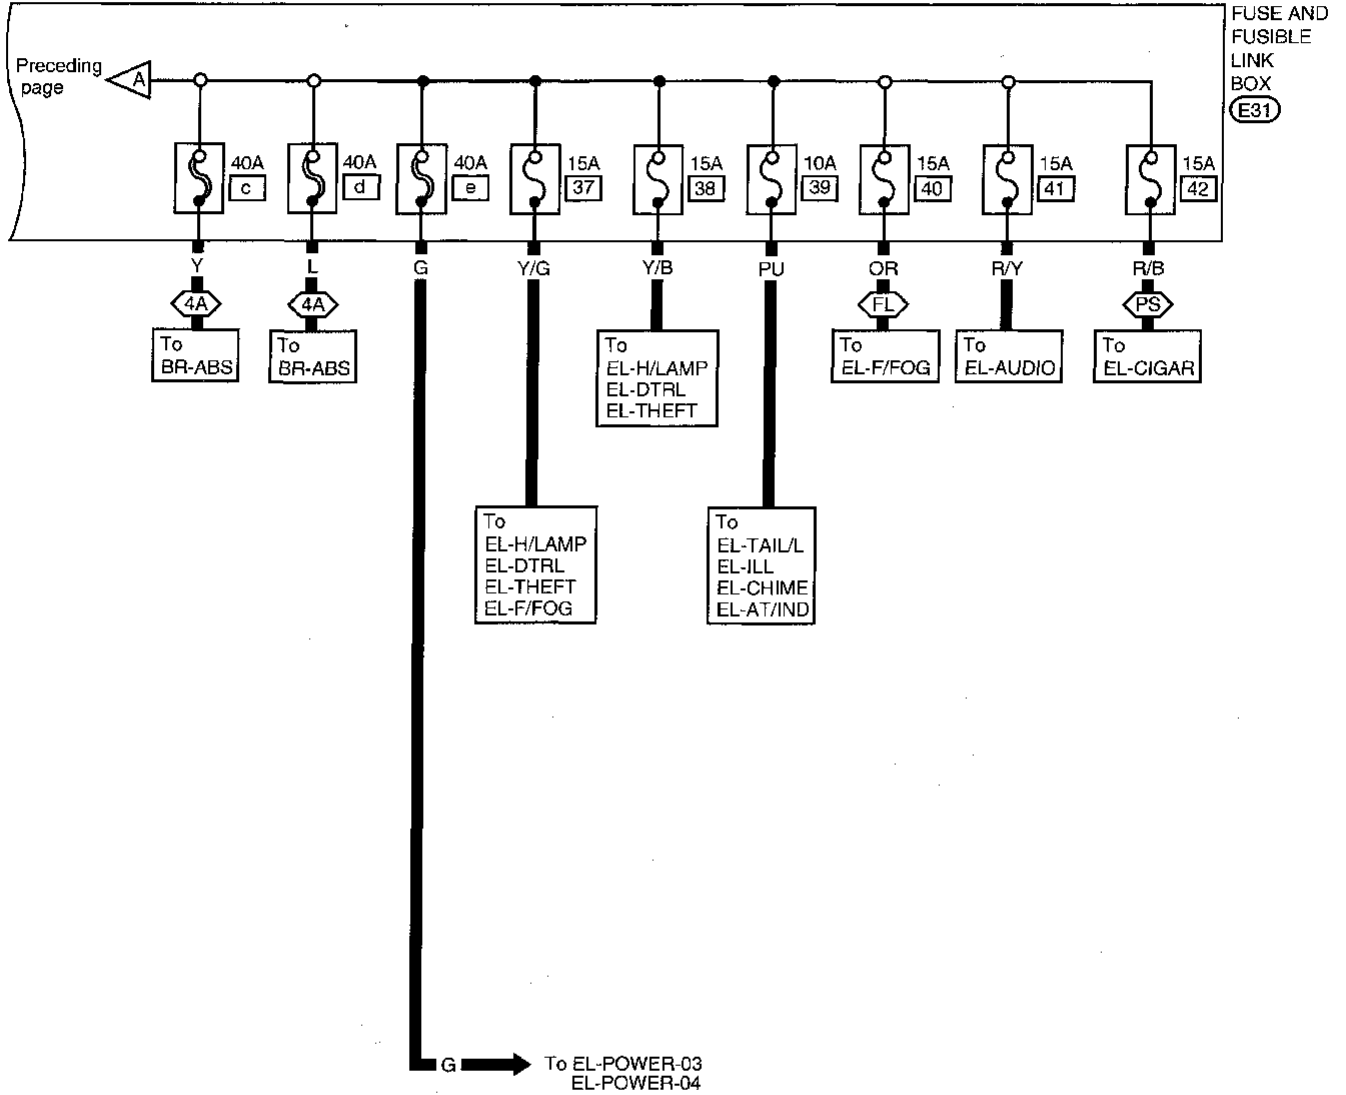 FUSE AND
FUSIBLE
LINK
BOX
E31
Preceding
page
A
40A
c
40A
d
40A
e
15A
37
15A
38
10A
39
15A
40
15A
41
15A
42
Y
L
G
Y/G
Y/B
PU
OR
R/Y
R/B
4A
4A
FL
PS
To
BR-ABS
To
BR-ABS
To
EL-H/LAMP
EL-DTRL
EL-THEFT
To
EL-F/FOG
To
EL-AUDIO
To
EL-CIGAR
To
EL-H/LAMP
EL-DTRL
EL-THEFT
EL-F/FOG
To
EL-TAIL/L
EL-ILL
EL-CHIME
EL-AT/IND
G
To EL-POWER-03
EL-POWER-04